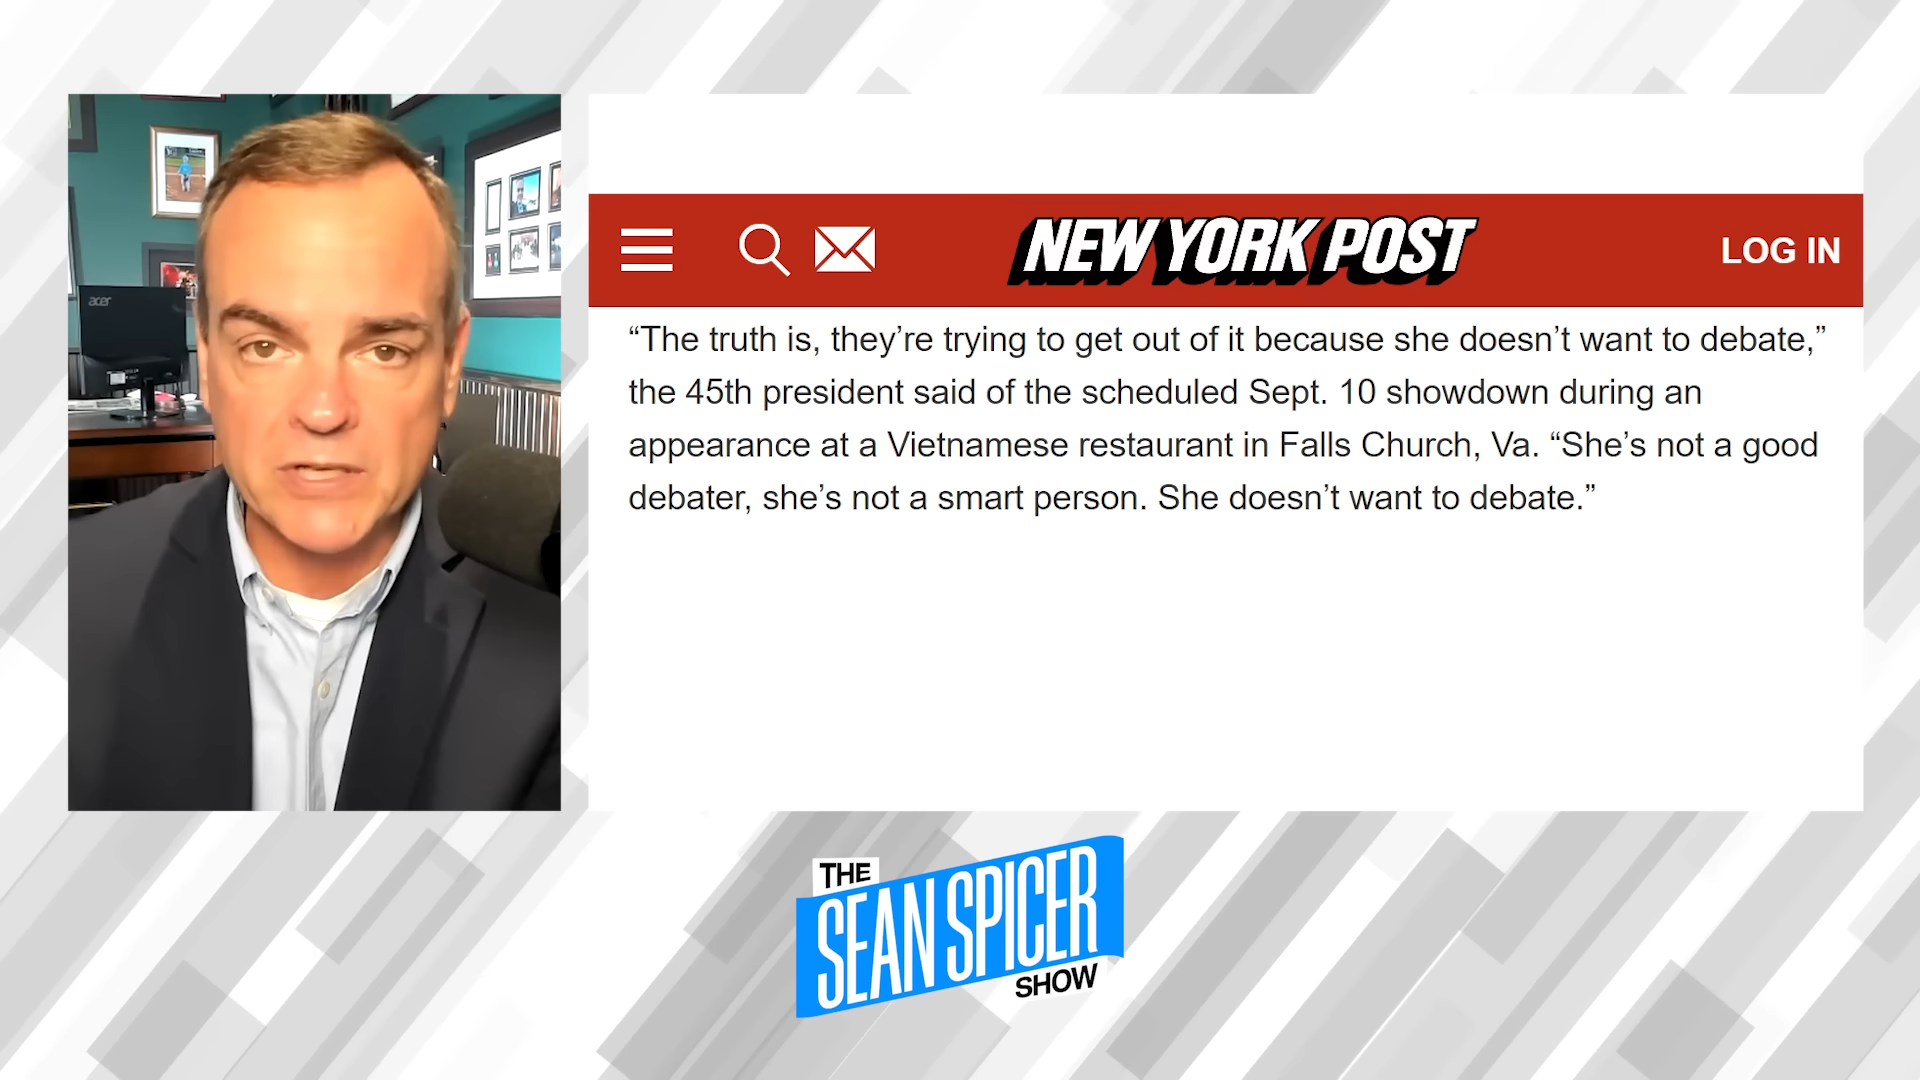 acer
NEW YORK POST
LOG IN
“The truth is, they’re trying to get out of it because she doesn’t want to debate,”
the 45th president said of the scheduled Sept. 10 showdown during an
appearance at a Vietnamese restaurant in Falls Church, Va. “She’s not a good
debater, she’s not a smart person. She doesn’t want to debate.”
THE
SEAN SPICER
SHOW